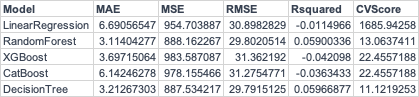 Model MAE MSE RMSE Rsquared CVScore
LinearRegression 6.69056547 954.703887 30.8982829 -0.0114966 1685.94258
RandomForest 3.11404277 888.162267 29.8020514 0.05900336 13.0637411
XGBoost 3.69715064 983.587087 31.362192 -0.042098 22.4557188
CatBoost 6.14246278 978.155466 31.2754771 -0.0363433 22.4557188
DecisionTree 3.21267303 887.534217 29.7915125 0.05966877 11.1219253